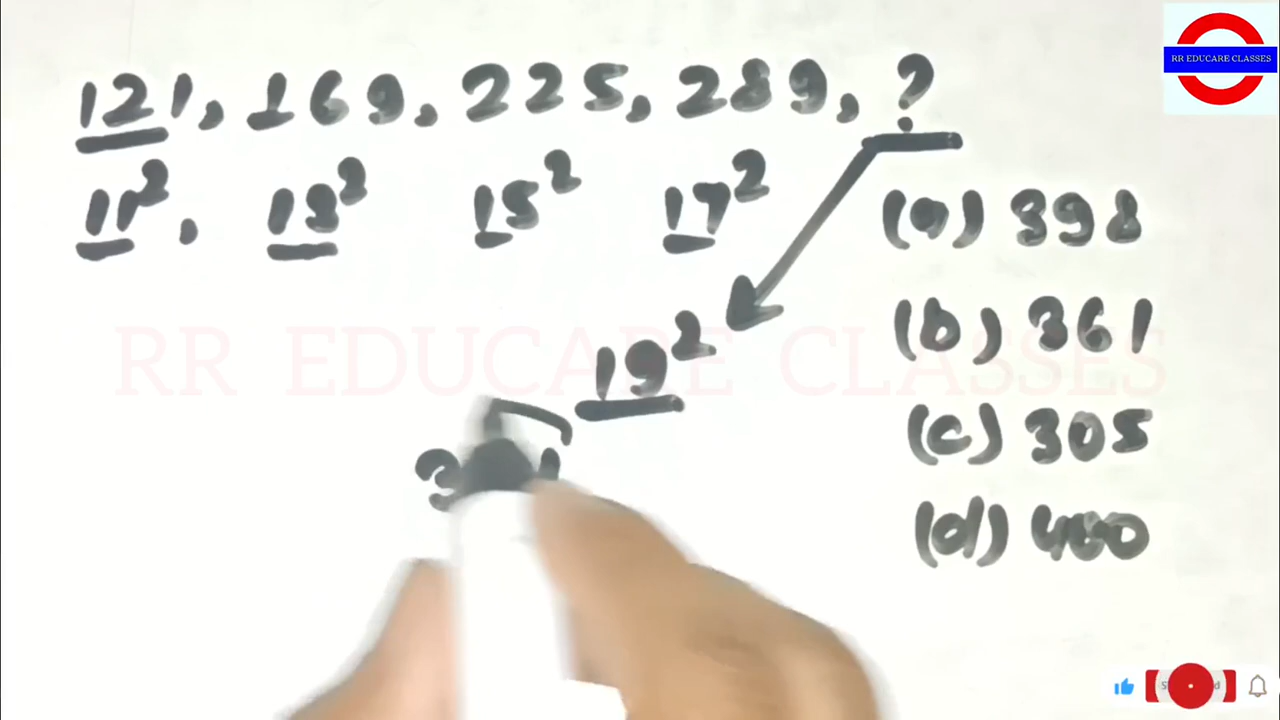 RR EDUCARE CLASSES
121, 169, 225, 289, ?
11², 13² 15² 17²
(a) 398
(b) 361
RR EDUCARE CLASSES
19²
(c) 305
(d) 400